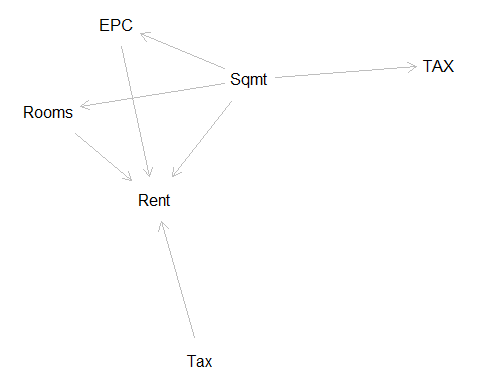 EPC
Sqmt
TAX
Rooms
Rent
Tax